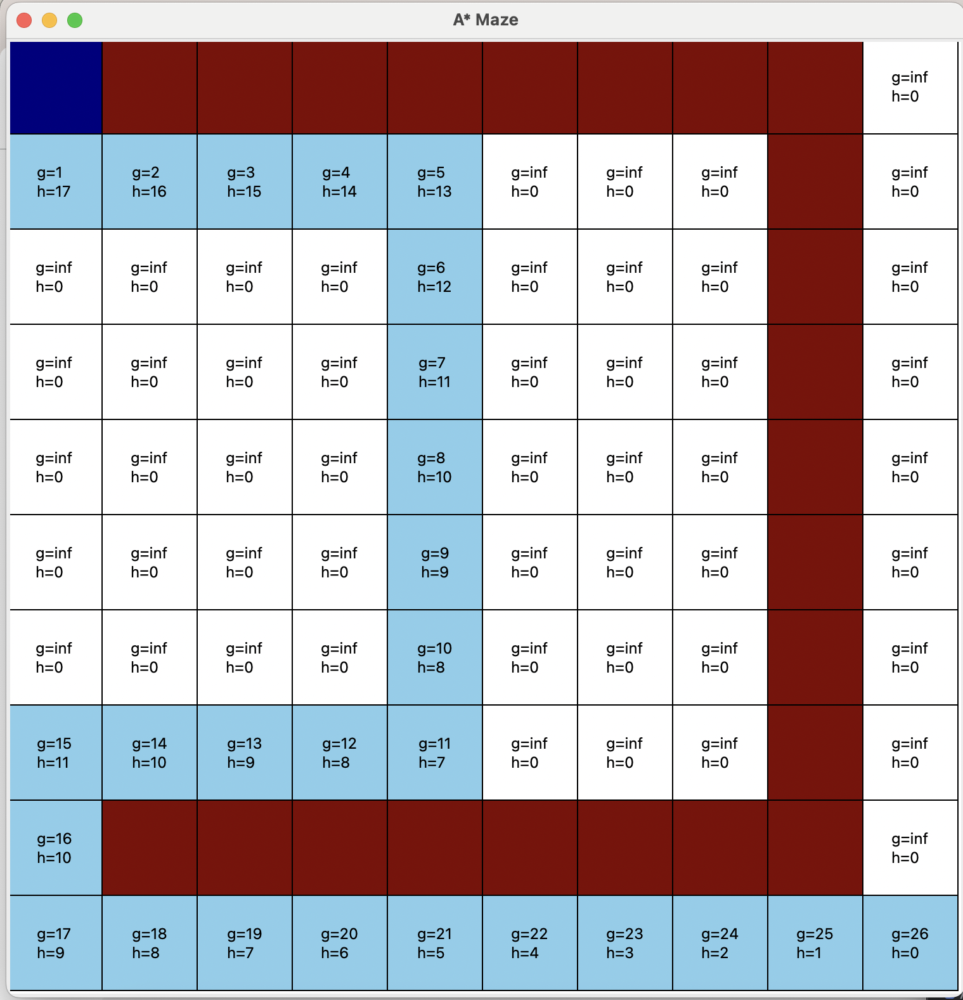 A* Maze
g=inf
h=0
g=1 g=2 g=3 g=4 g=5 g=inf g=inf g=inf g=inf
h=17 h=16 h=15 h=14 h=13 h=0 h=0 h=0 h=0
g=inf g=inf g=inf g=inf g=6 g=inf g=inf g=inf g=inf
h=0 h=0 h=0 h=0 h=12 h=0 h=0 h=0 h=0
g=inf g=inf g=inf g=inf g=7 g=inf g=inf g=inf g=inf
h=0 h=0 h=0 h=0 h=11 h=0 h=0 h=0 h=0
g=inf g=inf g=inf g=inf g=8 g=inf g=inf g=inf g=inf
h=0 h=0 h=0 h=0 h=10 h=0 h=0 h=0 h=0
g=inf g=inf g=inf g=inf g=9 g=inf g=inf g=inf g=inf
h=0 h=0 h=0 h=0 h=9 h=0 h=0 h=0 h=0
g=inf g=inf g=inf g=inf g=10 g=inf g=inf g=inf g=inf
h=0 h=0 h=0 h=0 h=8 h=0 h=0 h=0 h=0
g=15 g=14 g=13 g=12 g=11 g=inf g=inf g=inf g=inf
h=11 h=10 h=9 h=8 h=7 h=0 h=0 h=0 h=0
g=16 g=inf
h=10 h=0
g=17 g=18 g=19 g=20 g=21 g=22 g=23 g=24 g=25 g=26
h=9 h=8 h=7 h=6 h=5 h=4 h=3 h=2 h=1 h=0